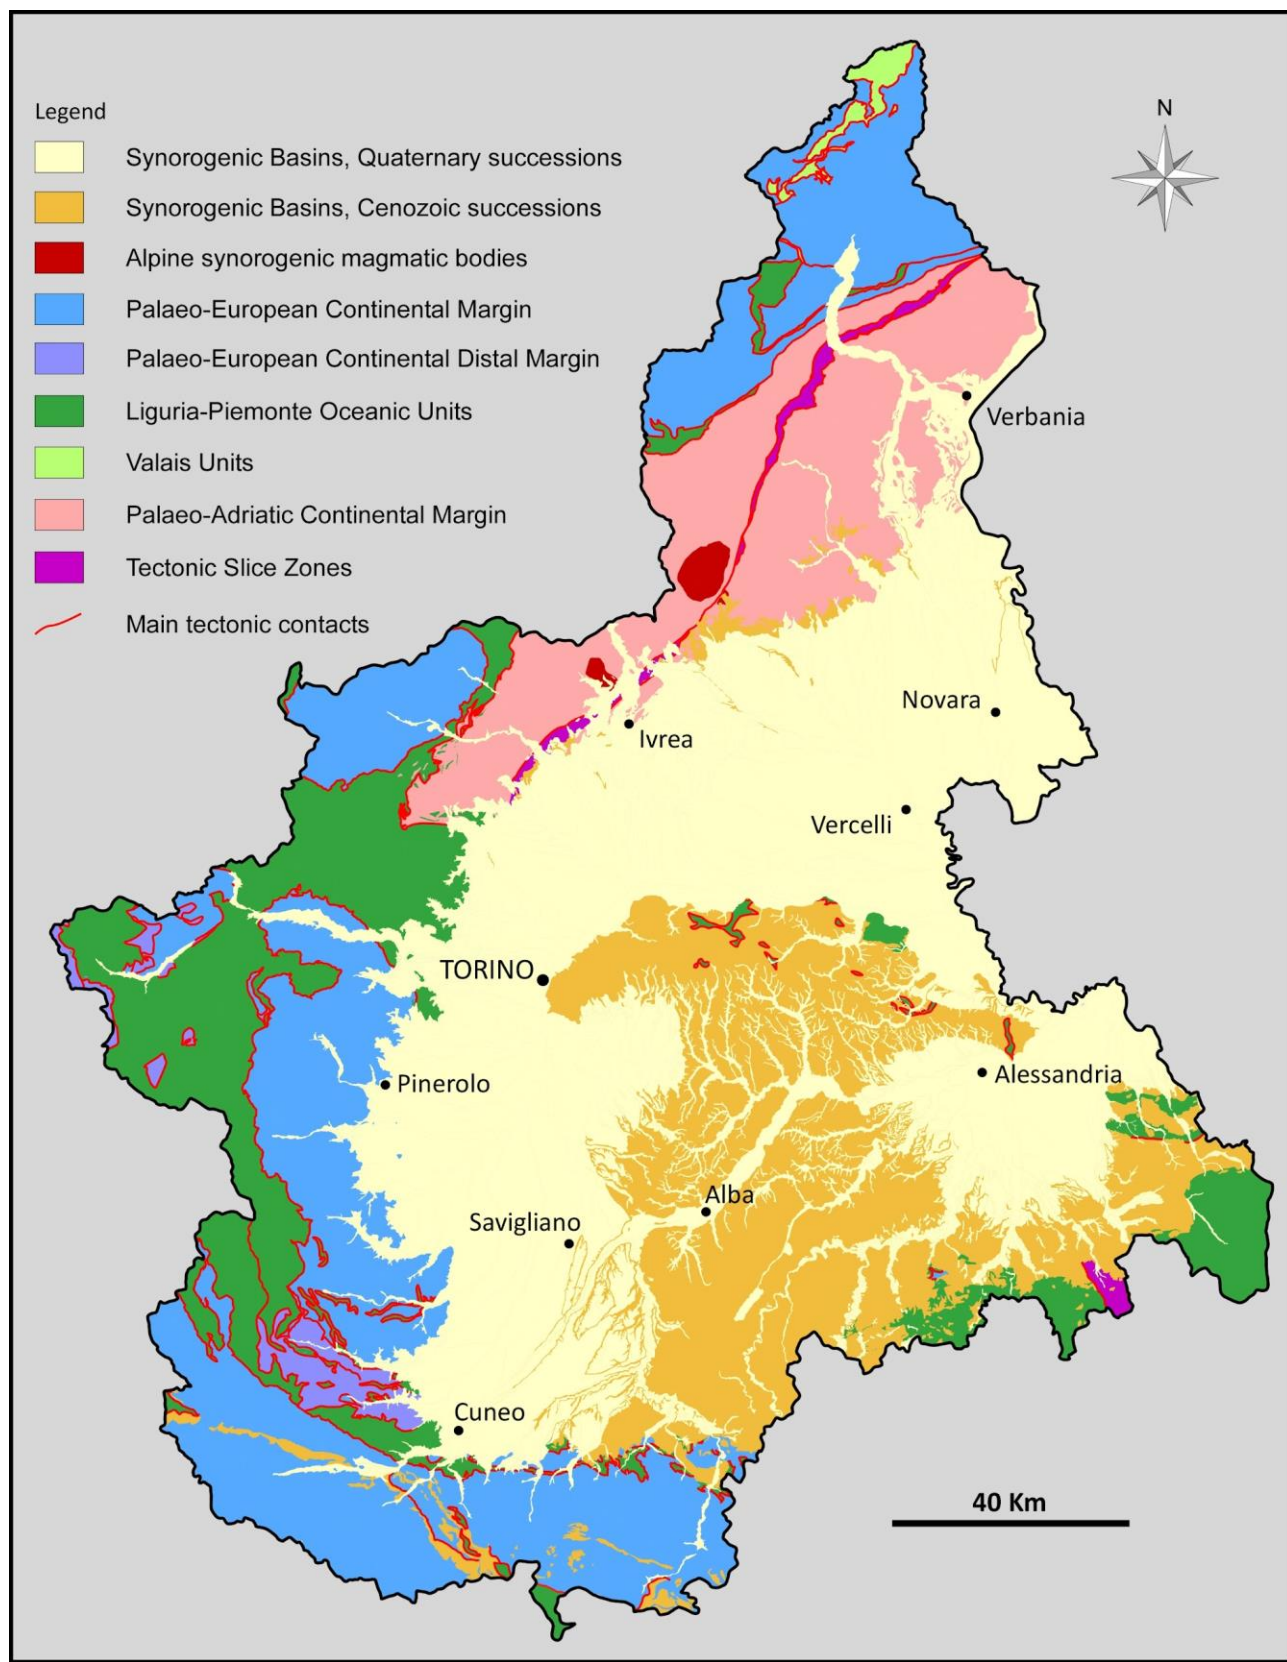 Legend
Synorogenic Basins, Quaternary successions
Synorogenic Basins, Cenozoic successions
Alpine synorogenic magmatic bodies
Palaeo-European Continental Margin
Palaeo-European Continental Distal Margin
Liguria-Piemonte Oceanic Units
Valais Units
Palaeo-Adriatic Continental Margin
Tectonic Slice Zones
Main tectonic contacts
N
Verbania
Novara
Ivrea
Vercelli
TORINO
Pinerolo
Alessandria
Alba
Savigliano
Cuneo
40 Km